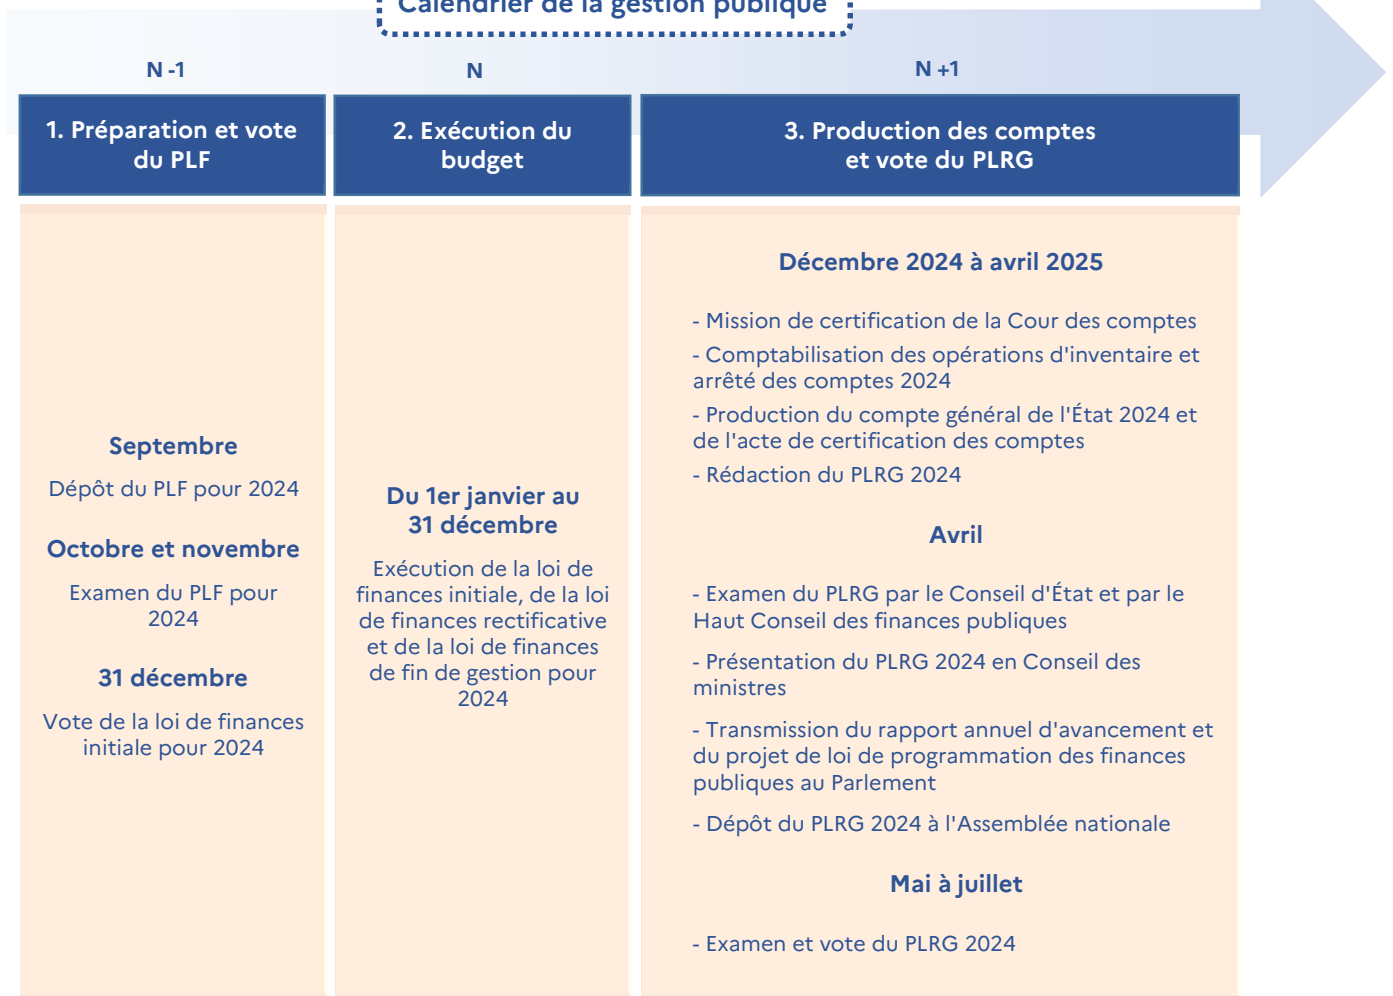 Calendrier de la gestion publique
N -1
N
N +1
1. Préparation et vote
du PLF
2. Exécution du
budget
3. Production des comptes
et vote du PLRG
Septembre
Dépôt du PLF pour 2024
Octobre et novembre
Examen du PLF pour
2024
31 décembre
Vote de la loi de finances
initiale pour 2024
Du 1er janvier au
31 décembre
Exécution de la loi de
finances initiale, de la loi
de finances rectificative
et de la loi de finances
de fin de gestion pour
2024
Décembre 2024 à avril 2025
- Mission de certification de la Cour des comptes
- Comptabilisation des opérations d'inventaire et
arrêté des comptes 2024
- Production du compte général de l'État 2024 et
de l'acte de certification des comptes
- Rédaction du PLRG 2024
Avril
- Examen du PLRG par le Conseil d'État et par le
Haut Conseil des finances publiques
- Présentation du PLRG 2024 en Conseil des
ministres
- Transmission du rapport annuel d'avancement et
du projet de loi de programmation des finances
publiques au Parlement
- Dépôt du PLRG 2024 à l'Assemblée nationale
Mai à juillet
- Examen et vote du PLRG 2024